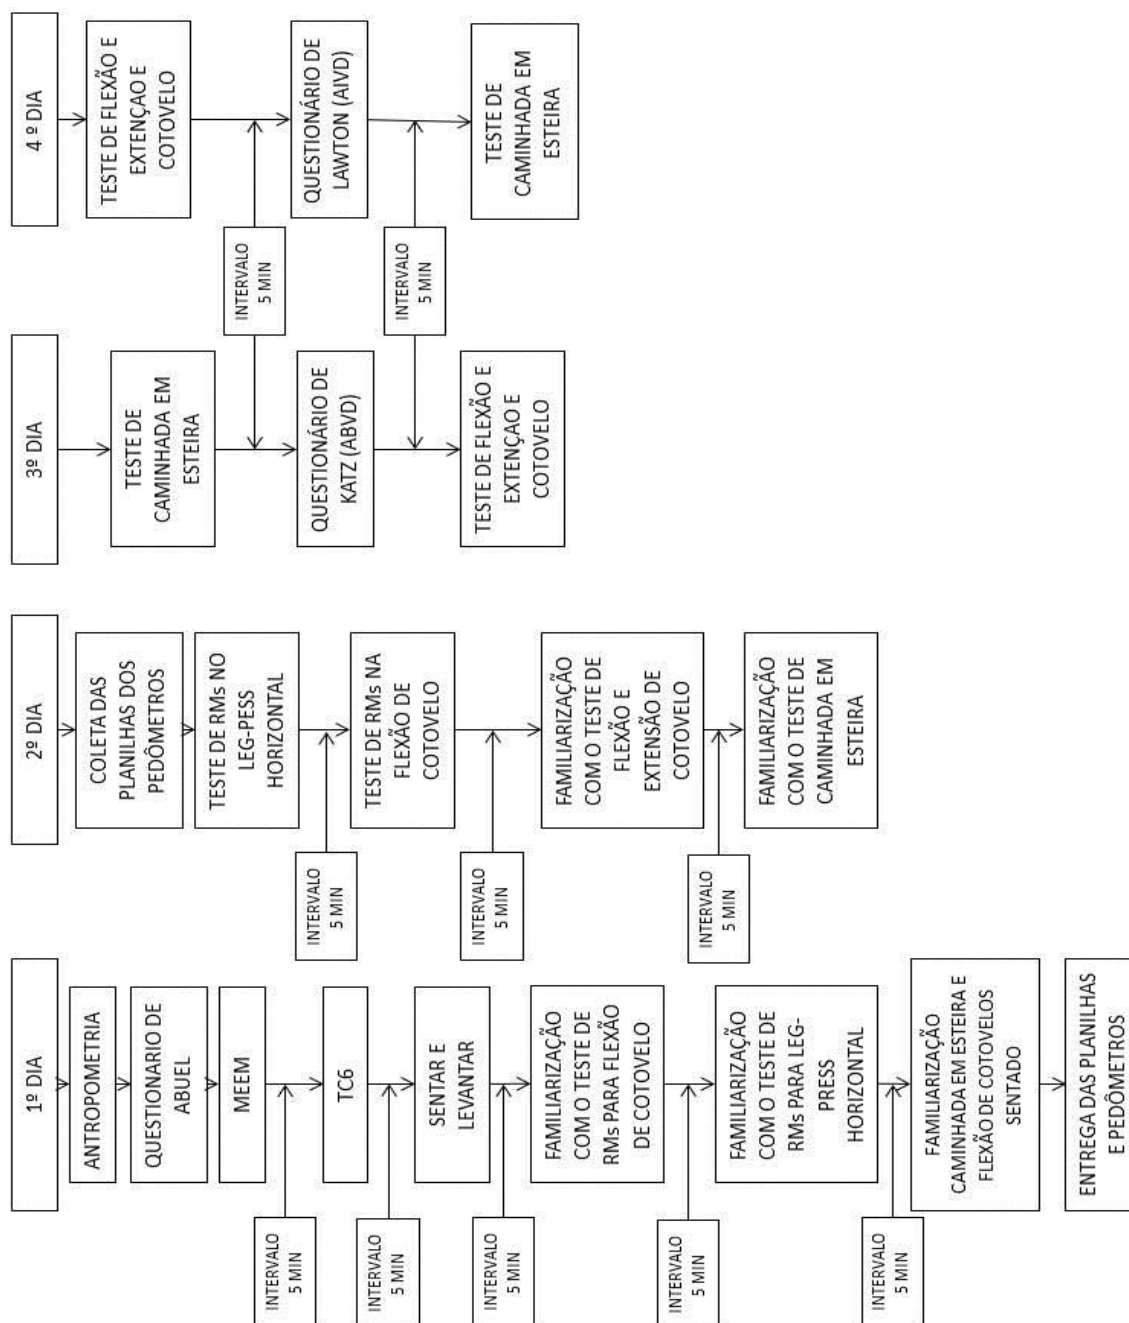 1º DIA
ANTROPOMETRIA
QUESTIONARIO DE
ABUEL
MEEM
INTERVALO
5 MIN
TC6
INTERVALO
5 MIN
SENTAR E
LEVANTAR
INTERVALO
5 MIN
FAMILIARIZAÇÃO
COM O TESTE DE
RMs PARA FLEXÃO
DE COTOVELO
INTERVALO
5 MIN
FAMILIARIZAÇÃO
COM O TESTE DE
RMs PARA LEG-
PRESS
HORIZONTAL
INTERVALO
5 MIN
FAMILIARIZAÇÃO
CAMINHADA EM ESTEIRA E
FLEXÃO DE COTOVELOS
SENTADO
ENTREGA DAS PLANILHAS
E PEDÔMETROS
2º DIA
COLETA DAS
PLANILHAS DOS
PEDÔMETROS
TESTE DE RMs NO
LEG-PESS
HORIZONTAL
INTERVALO
5 MIN
TESTE DE RMs NA
FLEXÃO DE
COTOVELO
INTERVALO
5 MIN
FAMILIARIZAÇÃO
COM O TESTE DE
FLEXÃO E
EXTENSÃO DE
COTOVELO
INTERVALO
5 MIN
FAMILIARIZAÇÃO
COM O TESTE DE
CAMINHADA EM
ESTEIRA
3º DIA
TESTE DE
CAMINHADA EM
ESTEIRA
QUESTIONÁRIO DE
KATZ (ABVD)
TESTE DE FLEXÃO E
EXTENÇAO E
COTOVELO
INTERVALO
5 MIN
INTERVALO
5 MIN
4 º DIA
TESTE DE FLEXÃO E
EXTENÇAO E
COTOVELO
QUESTIONÁRIO DE
LAWTON (AIVD)
TESTE DE
CAMINHADA EM
ESTEIRA